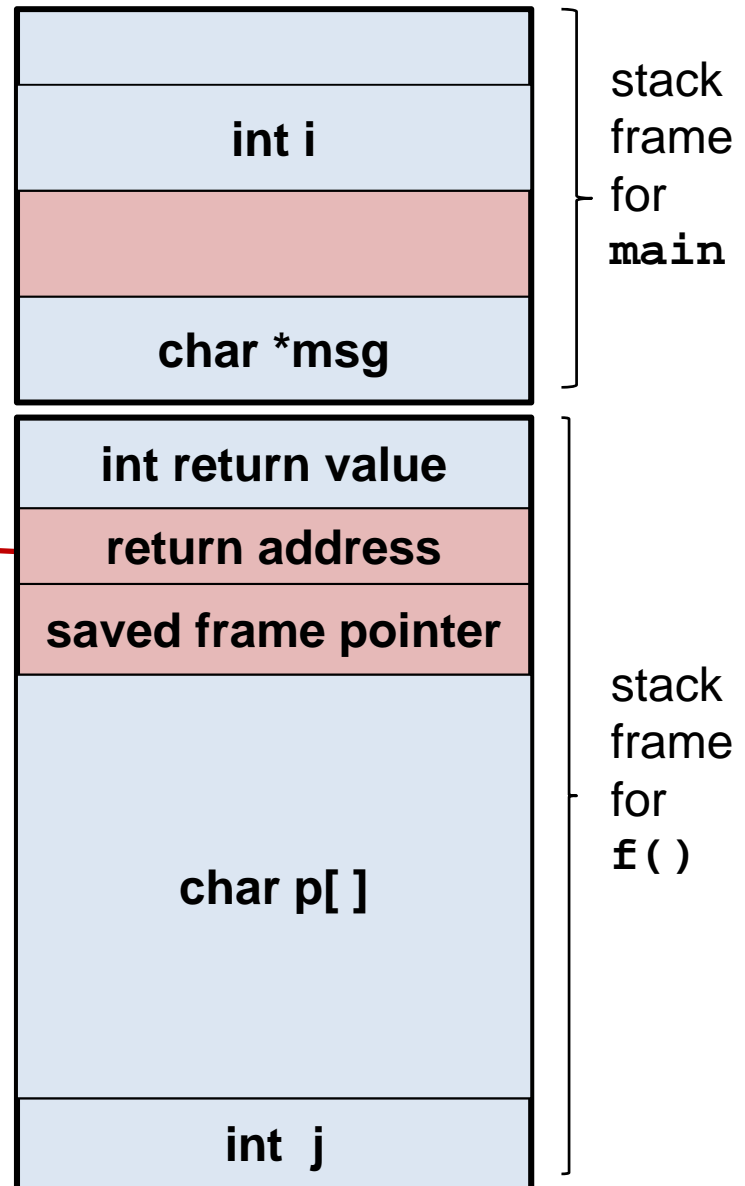 stack
frame
for
main
int i
char *msg
int return value
return address
saved frame pointer
stack
frame
for
f()
char p[ ]
int j